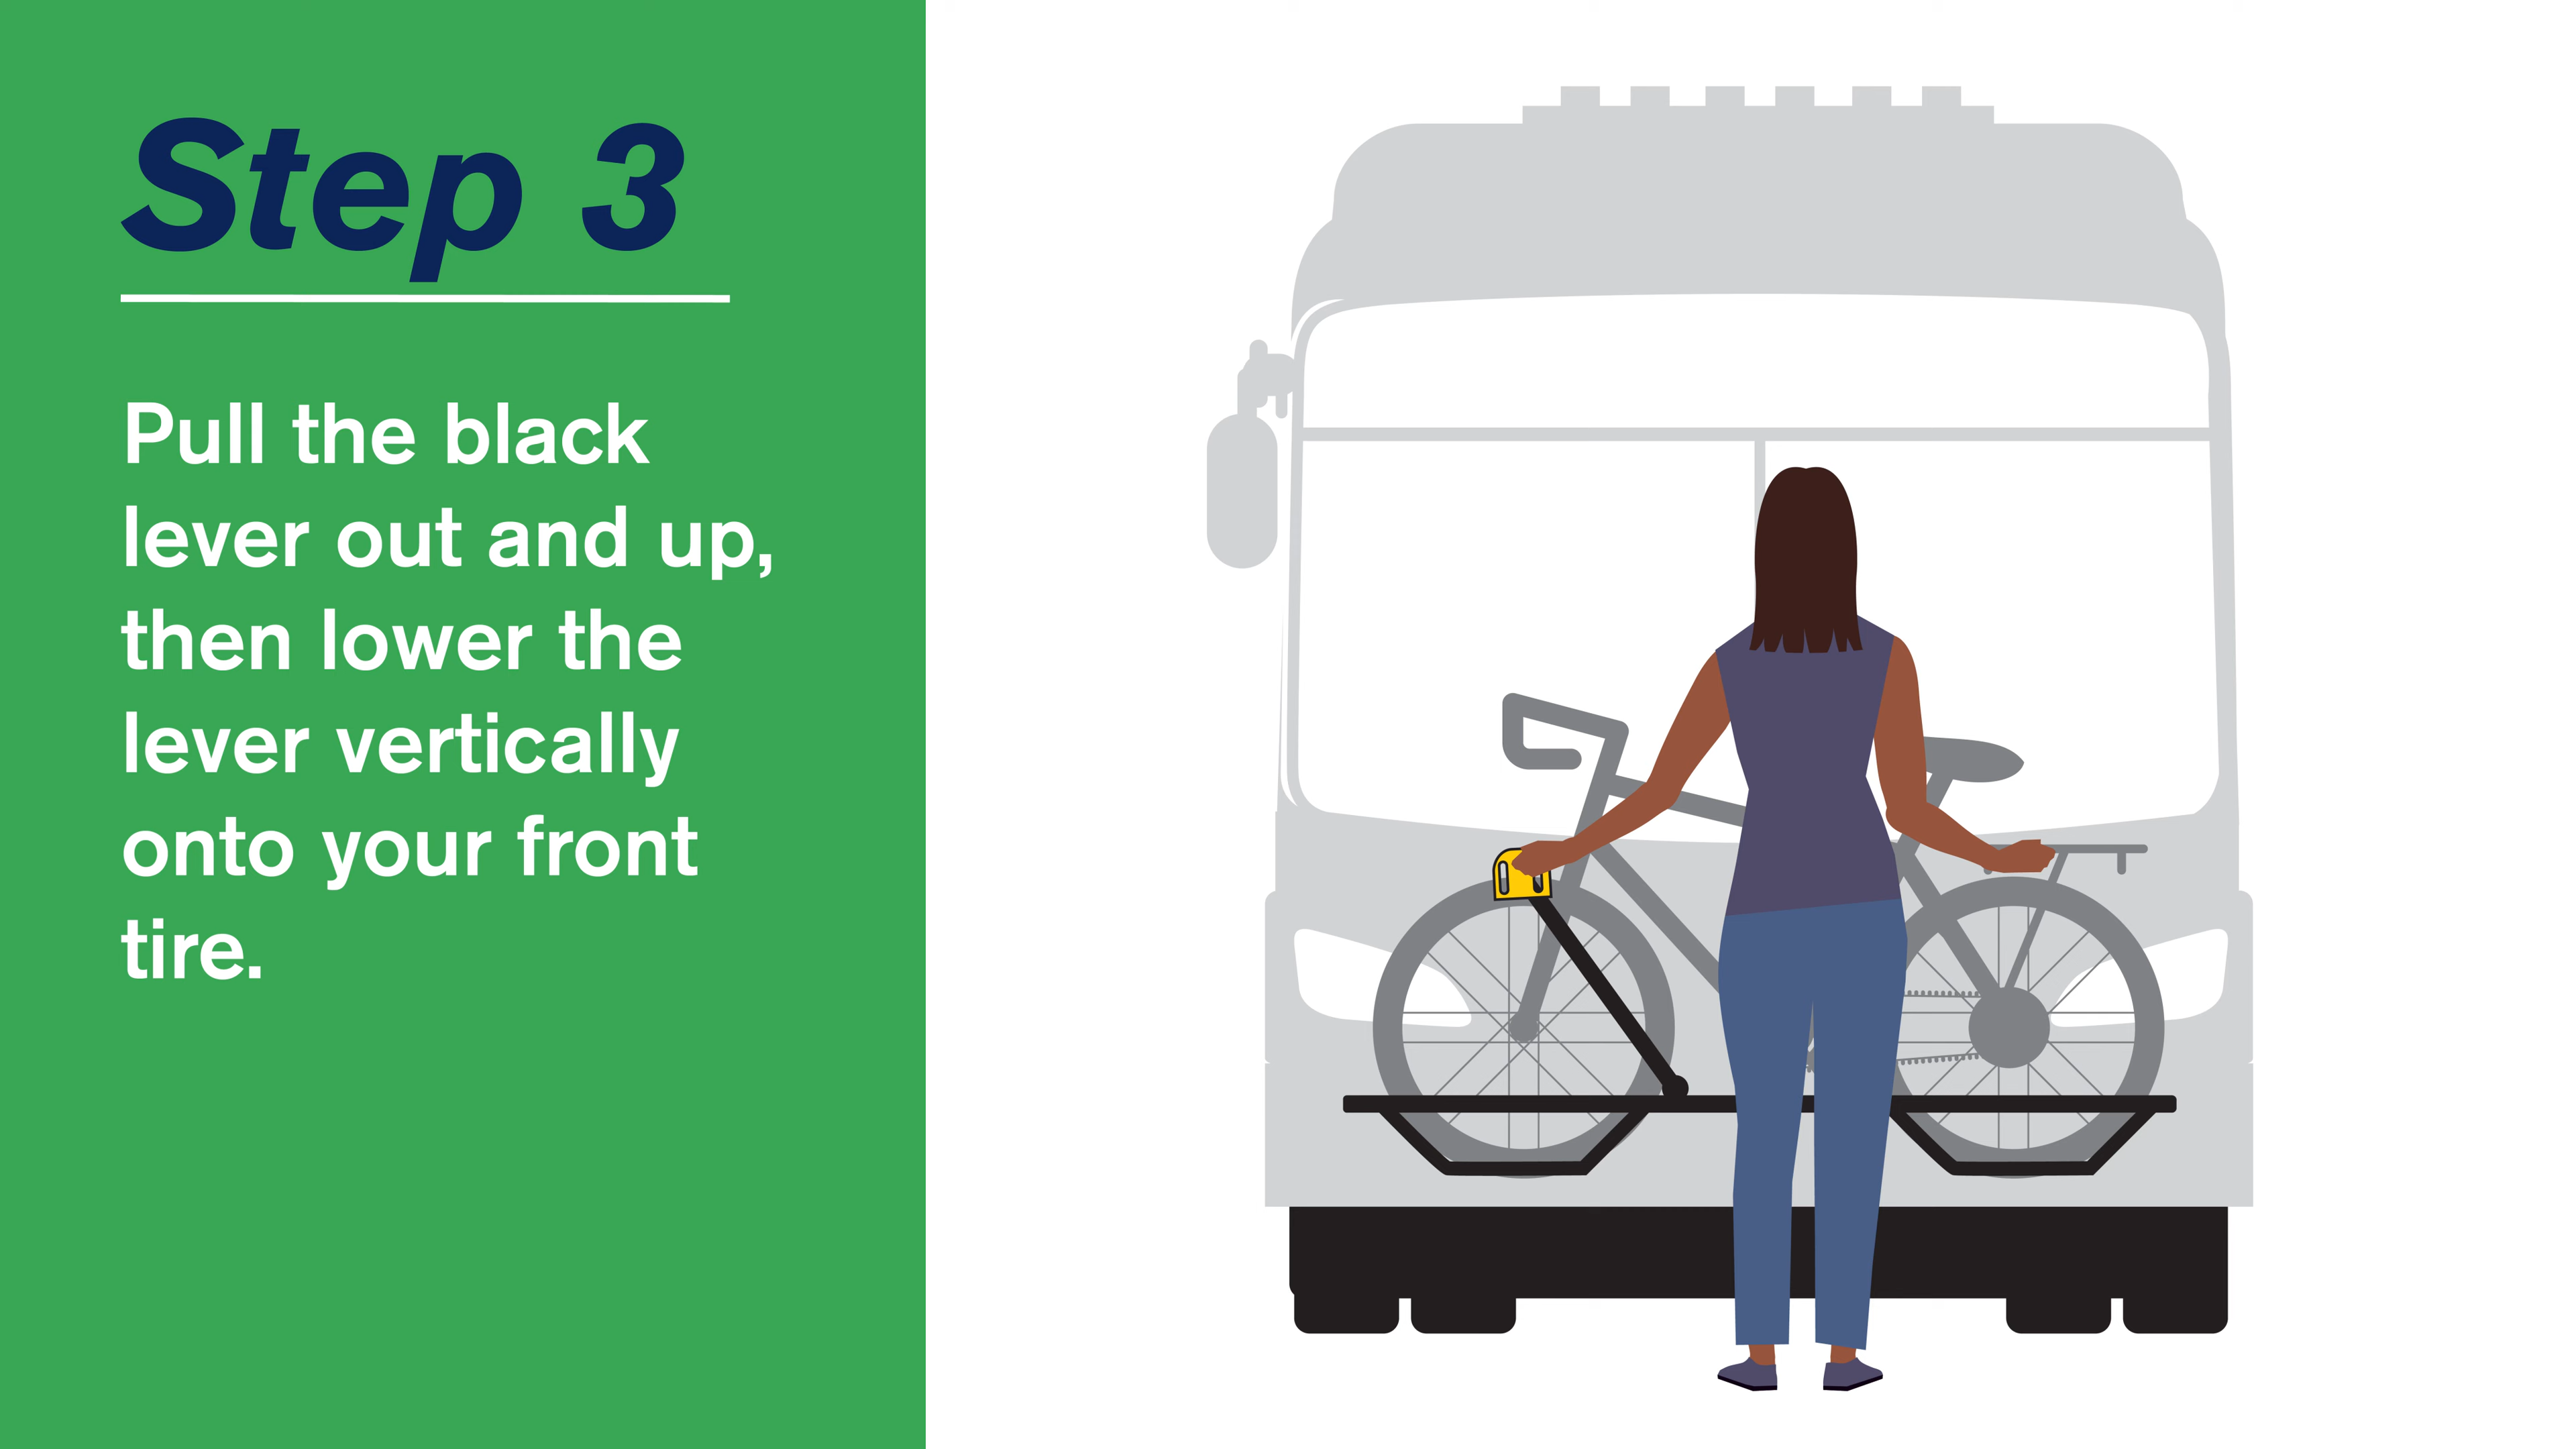 Step 3
Pull the black
lever out and up,
then lower the
lever vertically
onto your front
tire.